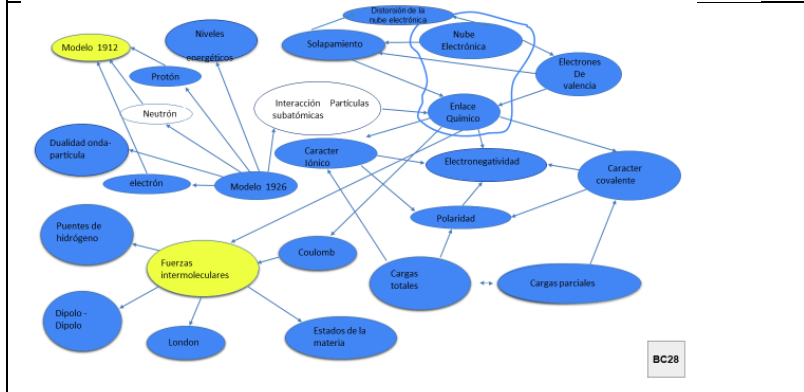 Distorsión de la
nube electrónica
Niveles
energéticos
Modelo 1912
Solapamiento
Nube
Electrónica
Electrones
De
valencia
Protón
Neutrón
Interacción Partículas
subatómicas
Enlace
Químico
Dualidad onda-
partícula
Caracter
Iónico
Electronegatividad
Caracter
covalente
electrón
Modelo 1926
Polaridad
Puentes de
hidrógeno
Fuerzas
intermoleculares
Coulomb
Cargas
totales
Cargas parciales
Dipolo -
Dipolo
London
Estados de la
materia
BC28